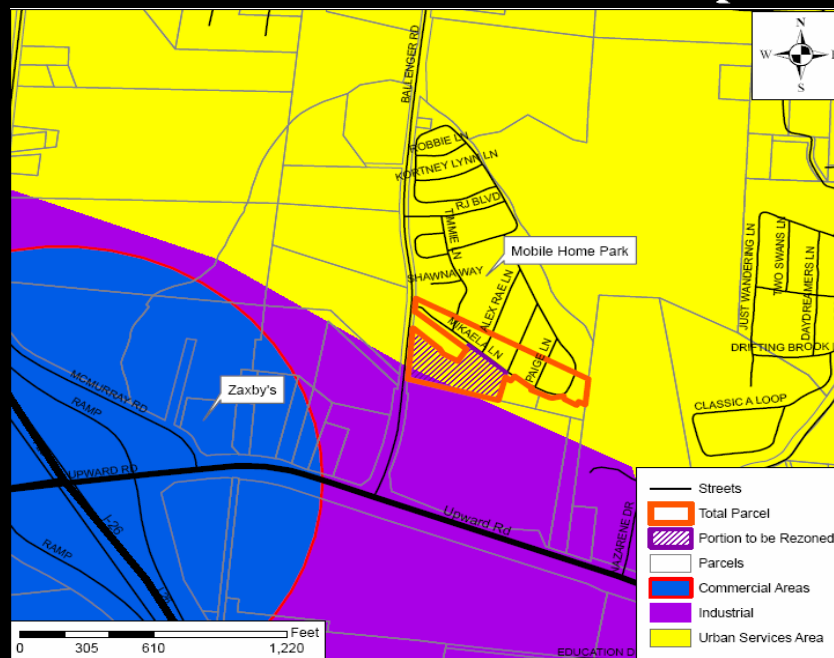 N
W
S
BALLENGER RD
ROBBIE LN
KORTNEY LYNN LN
RJ BLVD
TIMMIE LN
Mobile Home Park
SHAWNA WAY
ALEX RAE LN
MIKAELA LN
PAIGE LN
JUST WANDERING LN
TWO SWANS LN
DAYDREAMERS LN
DRIFTING BROOK
CLASSIC A LOOP
Zaxby's
MCMURRAY RD
RAMP
UPWARD RD
I-26
RAMP
I-26
Upward Rd
NAZARENE DR
EDUCATION D
Streets
Total Parcel
Portion to be Rezoned
Parcels
Commercial Areas
Industrial
Urban Services Area
Feet
0 305 610 1,220